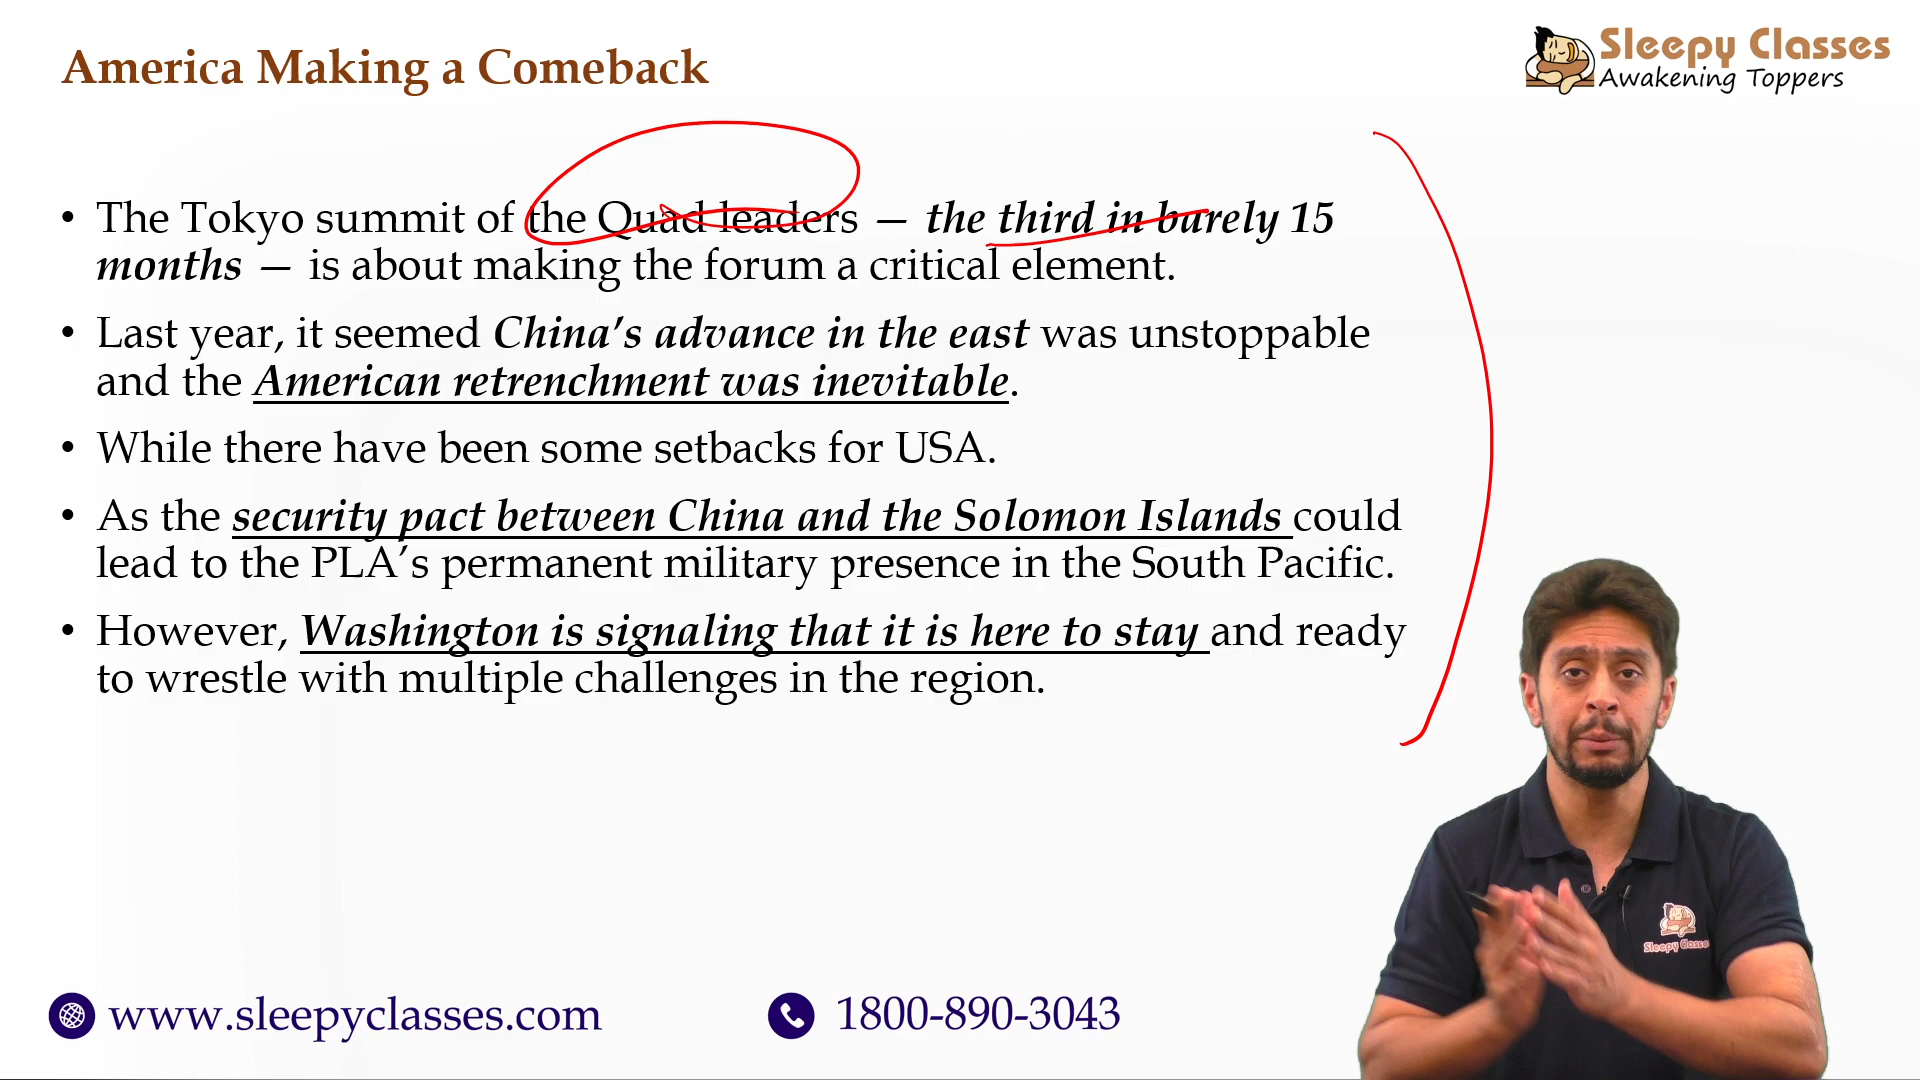 America Making a Comeback
Sleepy Classes
Awakening Toppers
• The Tokyo summit of the Quad leaders — the third in barely 15
months — is about making the forum a critical element.
• Last year, it seemed China’s advance in the east was unstoppable
and the American retrenchment was inevitable.
• While there have been some setbacks for USA.
• As the security pact between China and the Solomon Islands could
lead to the PLA’s permanent military presence in the South Pacific.
• However, Washington is signaling that it is here to stay and ready
to wrestle with multiple challenges in the region.
Sleepy Classe
www.sleepyclasses.com
1800-890-3043